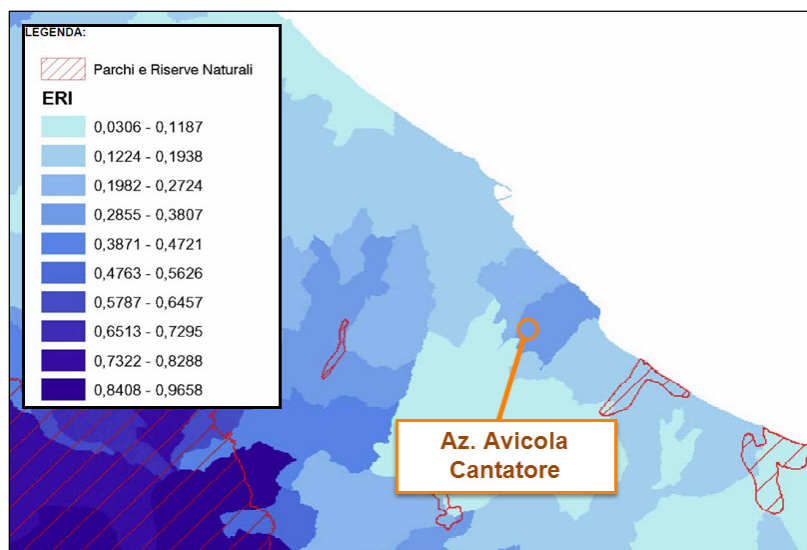 LEGENDA:
Parchi e Riserve Naturali
ERI
0,0306 - 0,1187
0,1224 - 0,1938
0,1982 - 0,2724
0,2855 - 0,3807
0,3871 - 0,4721
0,4763 - 0,5626
0,5787 - 0,6457
0,6513 - 0,7295
0,7322 - 0,8288
0,8408 - 0,9658
Az. Avicola
Cantatore